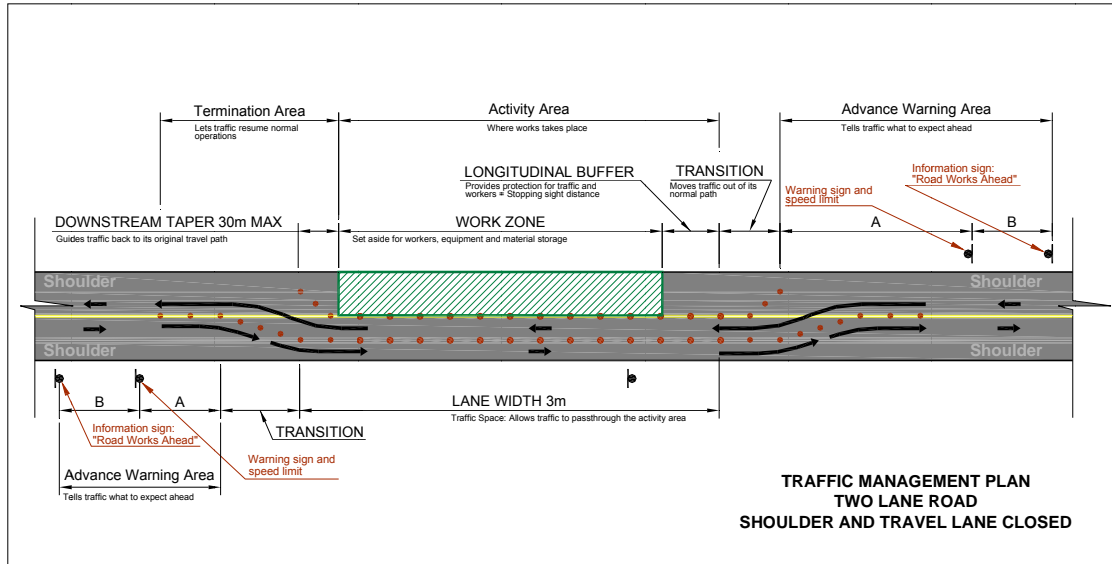 Termination Area
Lets traffic resume normal
operations
Activity Area
Where works takes place
Advance Warning Area
Tells traffic what to expect ahead
LONGITUDINAL BUFFER
Provides protection for traffic and
workers = Stopping sight distance
TRANSITION
Moves traffic out of its
normal path
Information sign:
"Road Works Ahead"
Warning sign and
speed limit
DOWNSTREAM TAPER 30m MAX
Guides traffic back to its original travel path
WORK ZONE
Set aside for workers, equipment and material storage
A
B
Shoulder
Shoulder
Shoulder
Shoulder
B
A
LANE WIDTH 3m
Traffic Space: Allows traffic to passthrough the activity area
Information sign:
"Road Works Ahead"
TRANSITION
Warning sign and
speed limit
Advance Warning Area
Tells traffic what to expect ahead
TRAFFIC MANAGEMENT PLAN
TWO LANE ROAD
SHOULDER AND TRAVEL LANE CLOSED